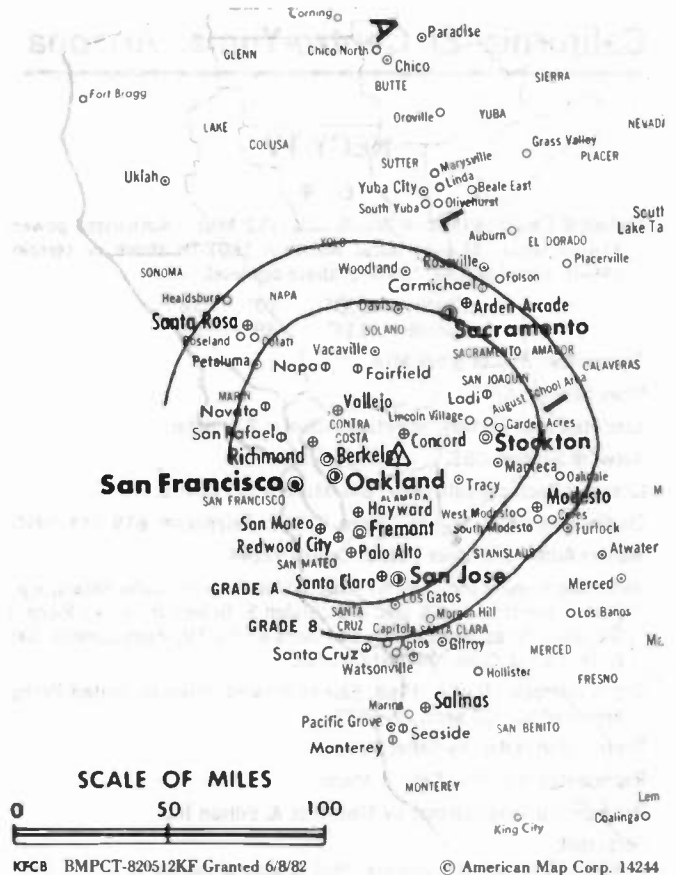 Corning
Paradise
Chico North
GLENN
Chico
BUTTE
SIERRA
Fort Bragg
Oroville
YUBA
LAKE
COLUSA
Grass Valley
PLACER
SUTTER
Marysville
Linda
Ukiah
Yuba City
Beale East
South Yuba
Olivehurst
South
Lake Ta
Auburn
EL DORADO
YOLO
Placerville
SONOMA
Woodland
Roseville
Folson
Carmichael
Healdsburg
NAPA
Davis
Arden Arcade
Santa Rosa
SOLANO
Sacramento
Roseland
Cotati
Vacaville
SACRAMENTO
AMADOR
Petaluma
Napa
Fairfield
CALAVERAS
SAN JOAQUIN
MARIN
Lodi
August School Area
Novato
Vallejo
Lincoln Village
Garden Acres
San Rafael
CONTRA
COSTA
Concord
Stockton
Richmond
Berkele
Manteca
San Francisco
Oakland
Tracy
Oakdale
SAN FRANCISCO
ALAMEDA
Modesto
Hayward
West Modesto
Ceres
San Mateo
Fremont
South Modesto
Turlock
Redwood City
Palo Alto
STANISLAUS
Atwater
SAN MATEO
Santa Clara
San Jose
Merced
GRADE A
Los Gatos
SANTA
CRUZ
Morgan Hill
Los Banos
GRADE B
Capitola
SANTA CLARA
Aptos
Gilroy
MERCED
Santa Cruz
Watsonville
Hollister
FRESNO
Marina
Salinas
Pacific Grove
Seaside
SAN BENITO
Monterey
SCALE OF MILES
MONTEREY
0 50 100
Lem
King City
Coalinga
KFCB BMPCT-820512KF Granted 6/8/82 © American Map Corp. 14244